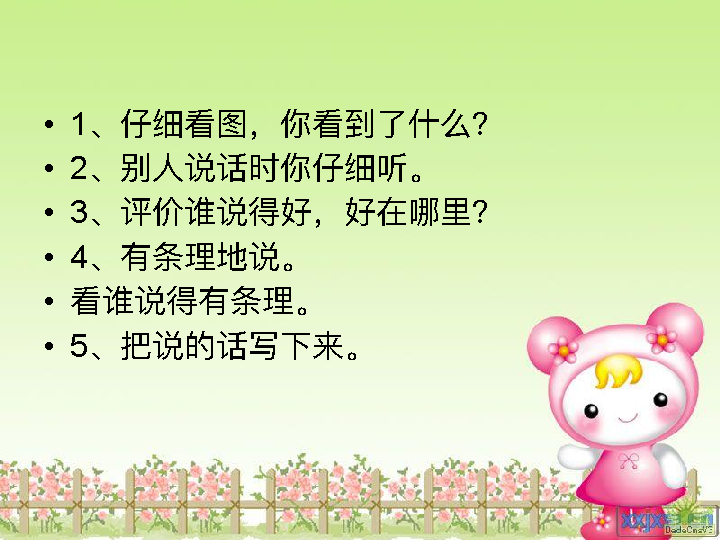 • 1、仔细看图，你看到了什么？
• 2、别人说话时你仔细听。
• 3、评价谁说得好，好在哪里？
• 4、有条理地说。
• 看谁说得有条理。
• 5、把说的话写下来。